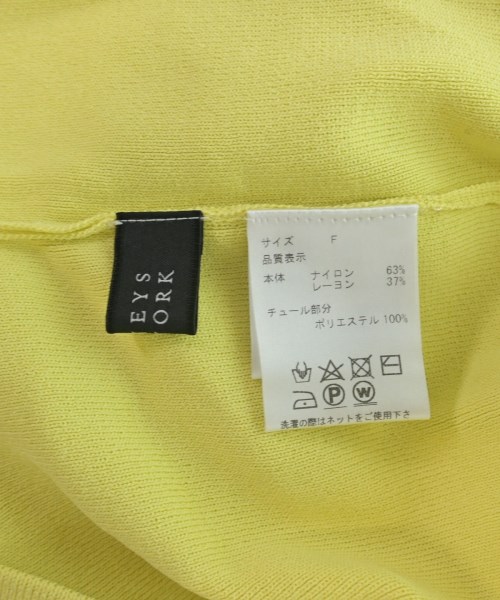 EYS
ORK
サイズ F
品質表示
本体 ナイロン 63%
レーヨン 37%
チュール部分
ポリエステル 100%
P W
洗濯の際はネットをご使用下さい